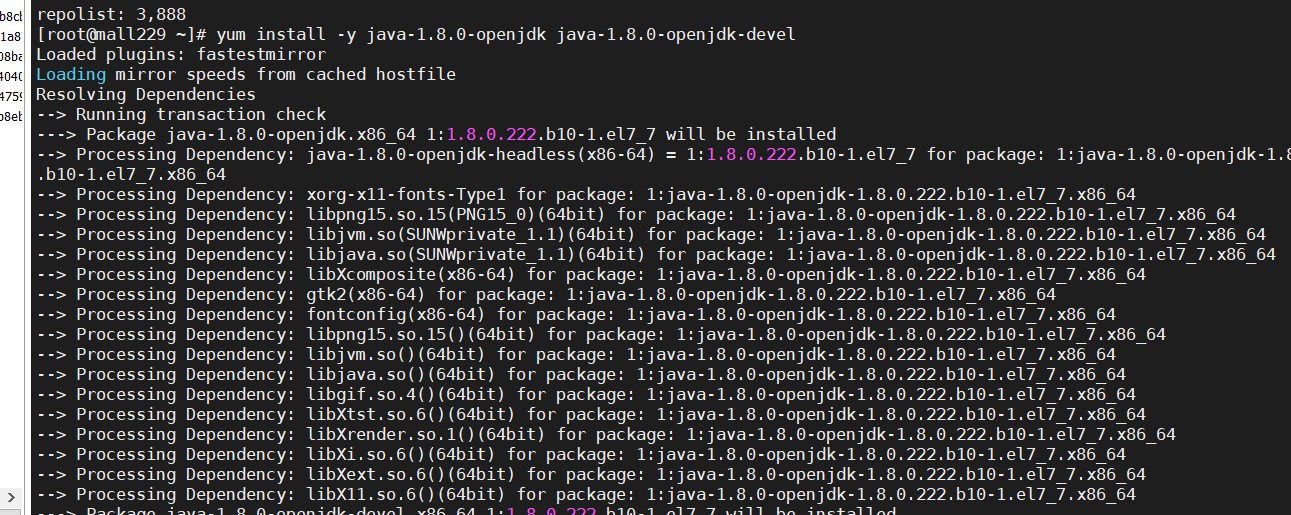 b8cl
1a8
08ba
4040
4759
b8eb
repolist: 3,888
[root@mall229 ~]# yum install -y java-1.8.0-openjdk java-1.8.0-openjdk-devel
Loaded plugins: fastestmirror
Loading mirror speeds from cached hostfile
Resolving Dependencies
--> Running transaction check
---> Package java-1.8.0-openjdk.x86_64 1:1.8.0.222.b10-1.el7_7 will be installed
--> Processing Dependency: java-1.8.0-openjdk-headless(x86-64) = 1:1.8.0.222.b10-1.el7_7 for package: 1:java-1.8.0-openjdk-1.8
.b10-1.el7_7.x86_64
--> Processing Dependency: xorg-x11-fonts-Type1 for package: 1:java-1.8.0-openjdk-1.8.0.222.b10-1.el7_7.x86_64
--> Processing Dependency: libpng15.so.15(PNG15_0)(64bit) for package: 1:java-1.8.0-openjdk-1.8.0.222.b10-1.el7_7.x86_64
--> Processing Dependency: libjvm.so(SUNWprivate_1.1)(64bit) for package: 1:java-1.8.0-openjdk-1.8.0.222.b10-1.el7_7.x86_64
--> Processing Dependency: libjava.so(SUNWprivate_1.1)(64bit) for package: 1:java-1.8.0-openjdk-1.8.0.222.b10-1.el7_7.x86_64
--> Processing Dependency: libXcomposite(x86-64) for package: 1:java-1.8.0-openjdk-1.8.0.222.b10-1.el7_7.x86_64
--> Processing Dependency: gtk2(x86-64) for package: 1:java-1.8.0-openjdk-1.8.0.222.b10-1.el7_7.x86_64
--> Processing Dependency: fontconfig(x86-64) for package: 1:java-1.8.0-openjdk-1.8.0.222.b10-1.el7_7.x86_64
--> Processing Dependency: libpng15.so.15()(64bit) for package: 1:java-1.8.0-openjdk-1.8.0.222.b10-1.el7_7.x86_64
--> Processing Dependency: libjvm.so()(64bit) for package: 1:java-1.8.0-openjdk-1.8.0.222.b10-1.el7_7.x86_64
--> Processing Dependency: libjava.so()(64bit) for package: 1:java-1.8.0-openjdk-1.8.0.222.b10-1.el7_7.x86_64
--> Processing Dependency: libgif.so.4()(64bit) for package: 1:java-1.8.0-openjdk-1.8.0.222.b10-1.el7_7.x86_64
--> Processing Dependency: libXtst.so.6()(64bit) for package: 1:java-1.8.0-openjdk-1.8.0.222.b10-1.el7_7.x86_64
--> Processing Dependency: libXrender.so.1()(64bit) for package: 1:java-1.8.0-openjdk-1.8.0.222.b10-1.el7_7.x86_64
--> Processing Dependency: libXi.so.6()(64bit) for package: 1:java-1.8.0-openjdk-1.8.0.222.b10-1.el7_7.x86_64
--> Processing Dependency: libXext.so.6()(64bit) for package: 1:java-1.8.0-openjdk-1.8.0.222.b10-1.el7_7.x86_64
--> Processing Dependency: libX11.so.6()(64bit) for package: 1:java-1.8.0-openjdk-1.8.0.222.b10-1.el7_7.x86_64
---> Package java-1.8.0-openjdk-devel.x86_64 1:1.8.0.222.b10-1.el7_7 will be installed